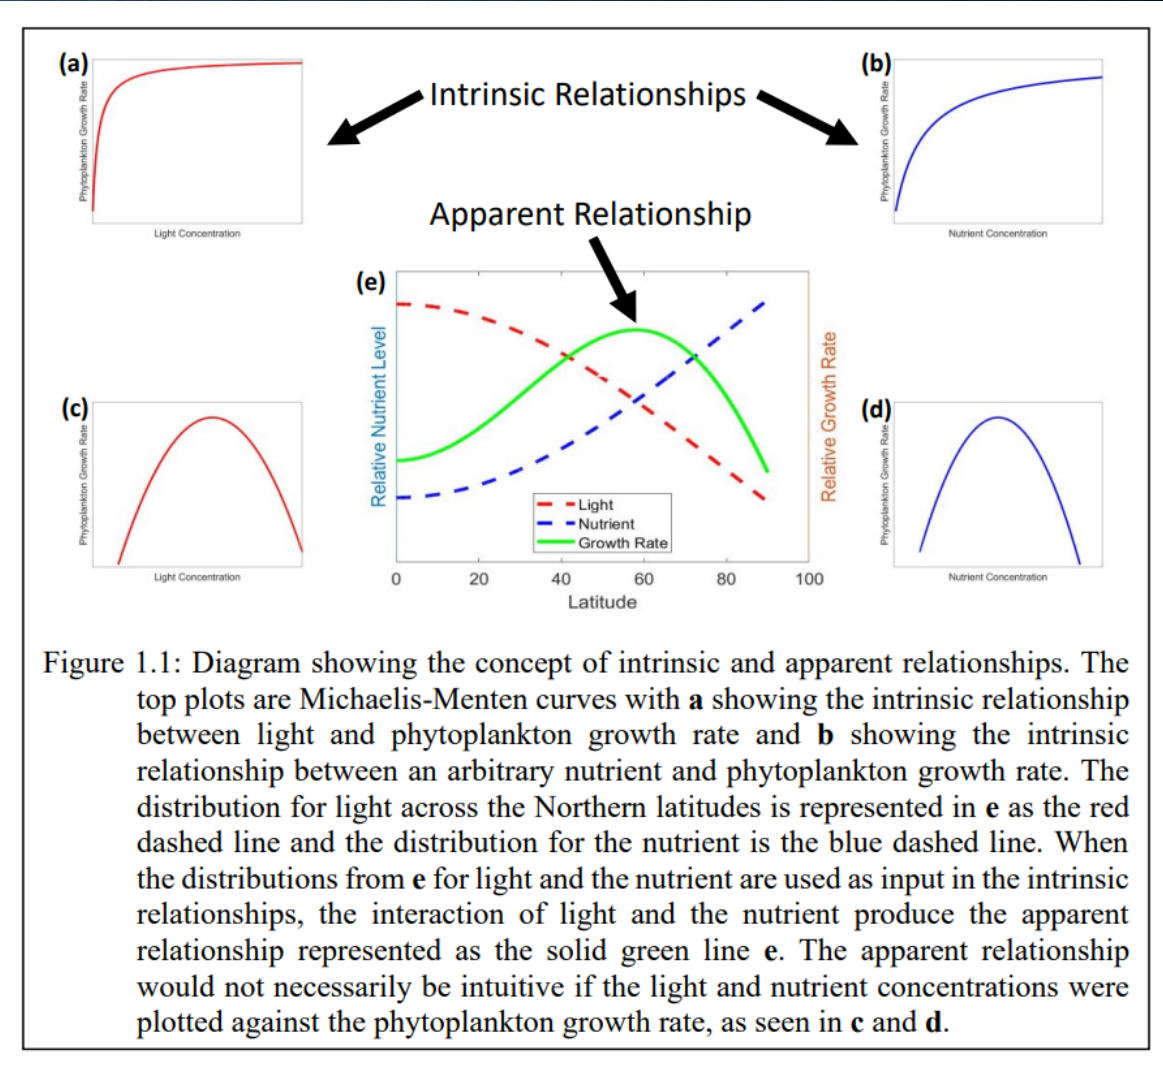 (a)
Phytoplankton Growth Rate
Light Concentration
Intrinsic Relationships
(b)
Phytoplankton Growth Rate
Nutrient Concentration
Apparent Relationship
(e)
Relative Nutrient Level
Relative Growth Rate
Light
Nutrient
Growth Rate
0 20 40 60 80 100
Latitude
(c)
Phytoplankton Growth Rate
Light Concentration
(d)
Phytoplankton Growth Rate
Nutrient Concentration
Figure 1.1: Diagram showing the concept of intrinsic and apparent relationships. The
top plots are Michaelis-Menten curves with a showing the intrinsic relationship
between light and phytoplankton growth rate and b showing the intrinsic
relationship between an arbitrary nutrient and phytoplankton growth rate. The
distribution for light across the Northern latitudes is represented in e as the red
dashed line and the distribution for the nutrient is the blue dashed line. When
the distributions from e for light and the nutrient are used as input in the intrinsic
relationships, the interaction of light and the nutrient produce the apparent
relationship represented as the solid green line e. The apparent relationship
would not necessarily be intuitive if the light and nutrient concentrations were
plotted against the phytoplankton growth rate, as seen in c and d.